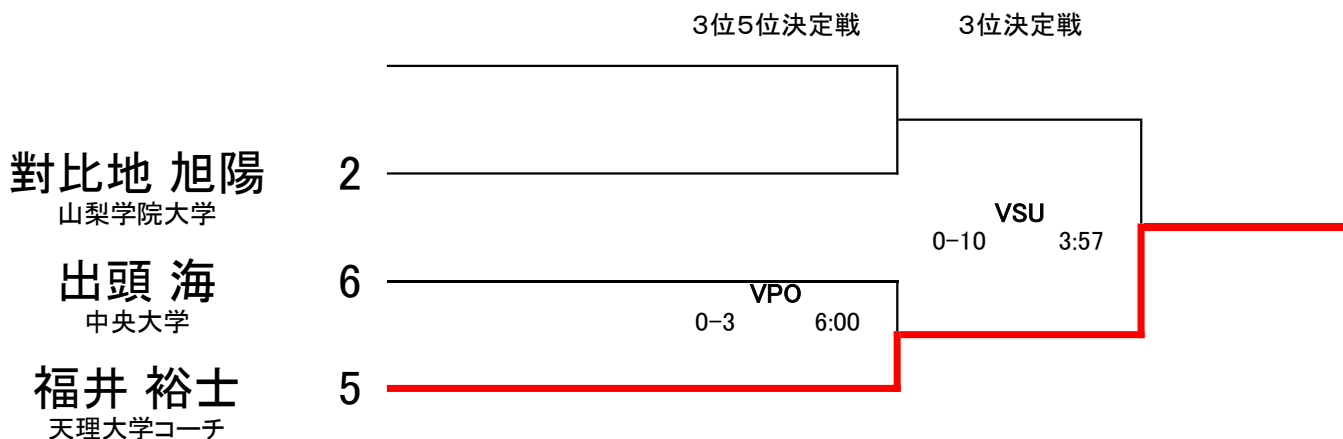 ３位５位決定戦 ３位決定戦
對比地 旭陽 2
山梨学院大学
VSU
0-10 3:57
出頭 海 6
中央大学
VPO
0-3 6:00
福井 裕士 5
天理大学コーチ